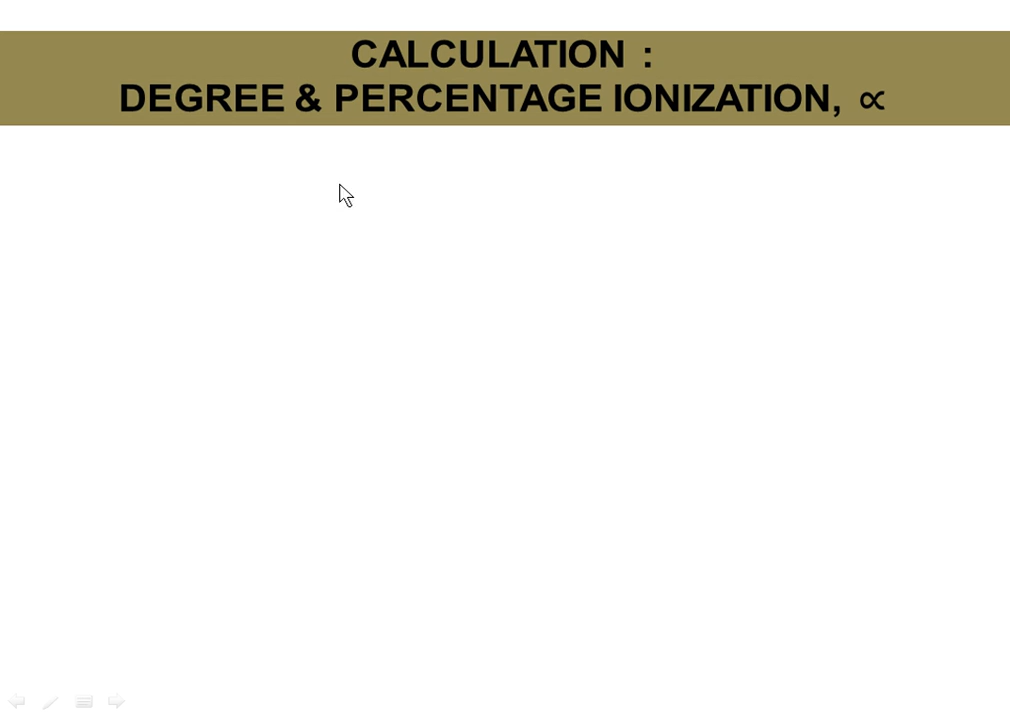 CALCULATION :
DEGREE & PERCENTAGE IONIZATION, ∝